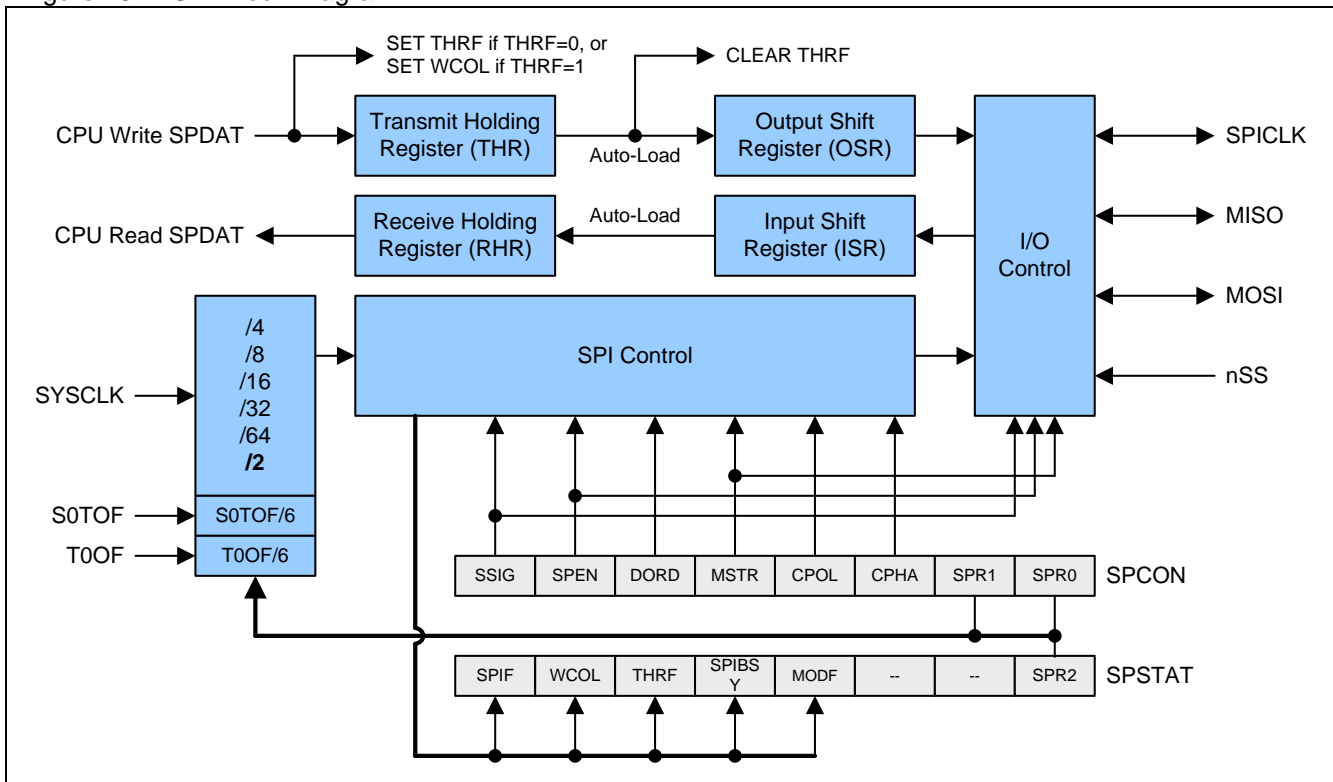 SET THRF if THRF=0, or
SET WCOL if THRF=1
CLEAR THRF
CPU Write SPDAT
Transmit Holding
Register (THR)
Auto-Load
Output Shift
Register (OSR)
SPICLK
CPU Read SPDAT
Receive Holding
Register (RHR)
Auto-Load
Input Shift
Register (ISR)
MISO
I/O
Control
MOSI
nSS
SYSCLK
/4
/8
/16
/32
/64
/2
SPI Control
S0TOF
S0TOF/6
T0OF
T0OF/6
SSIG SPEN DORD MSTR CPOL CPHA SPR1 SPR0 SPCON
SPIF WCOL THRF SPIBS
Y MODF -- -- SPR2 SPSTAT